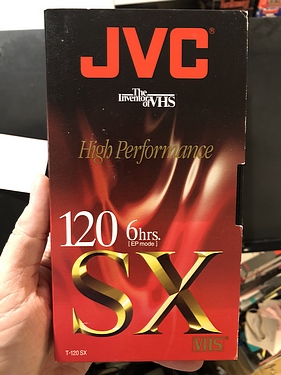 JVC®
The
Inventor
of VHS
High Performance
120 6hrs.
[EP mode]
SX
VHS
T-120 SX